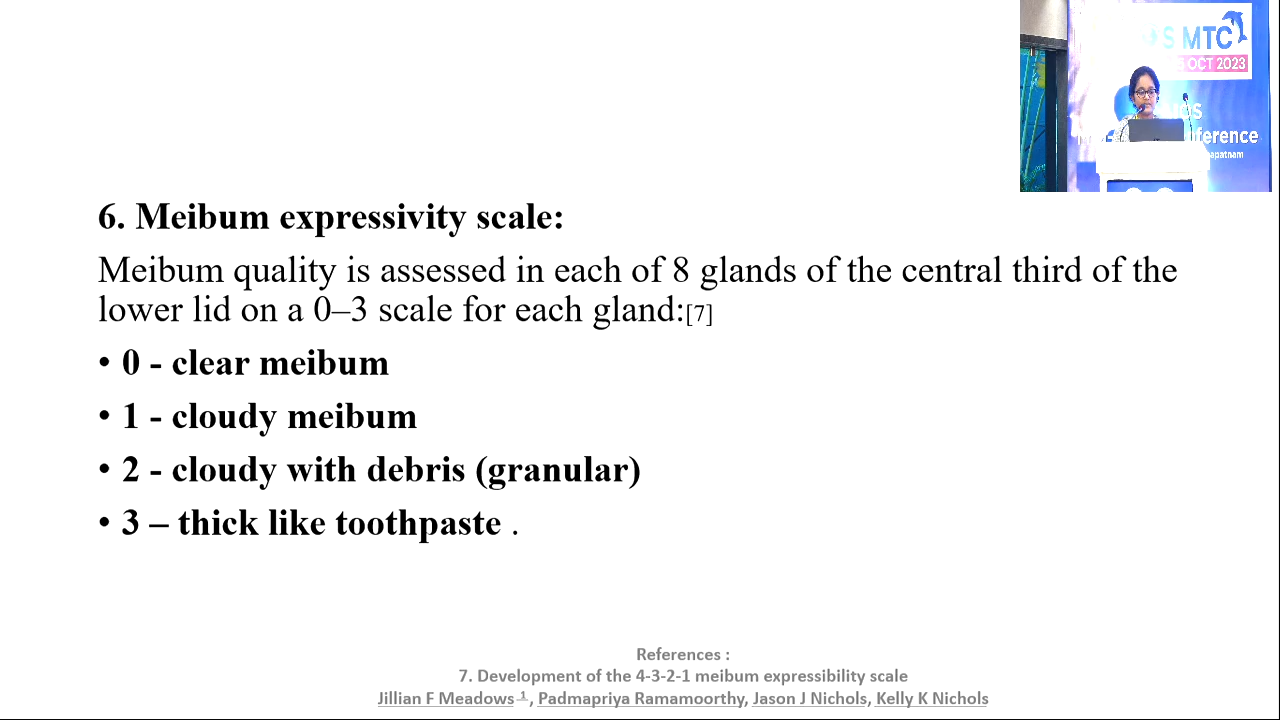 S MTC
OCT 2023
6. Meibum expressivity scale:
Meibum quality is assessed in each of 8 glands of the central third of the
lower lid on a 0–3 scale for each gland:[7]
• 0 - clear meibum
• 1 - cloudy meibum
• 2 - cloudy with debris (granular)
• 3 – thick like toothpaste .
References :
7. Development of the 4-3-2-1 meibum expressibility scale
Jillian F Meadows 1, Padmapriya Ramamoorthy, Jason J Nichols, Kelly K Nichols